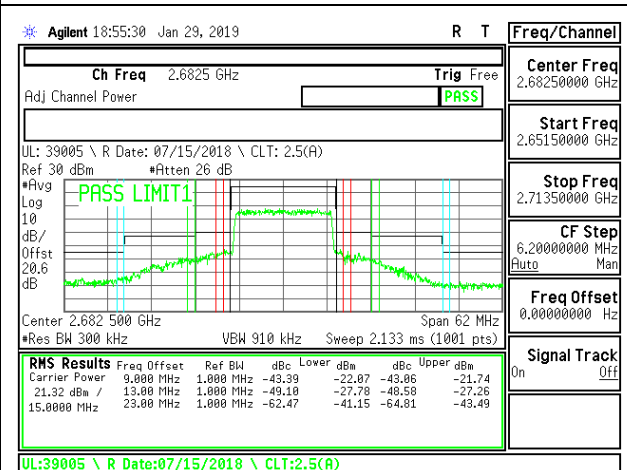 Agilent 18:55:30 Jan 29, 2019 R T
Freq/Channel
Ch Freq 2.6825 GHz Trig Free
Adj Channel Power PASS
Center Freq
2.68250000 GHz
Start Freq
2.65150000 GHz
Stop Freq
2.71350000 GHz
CF Step
6.20000000 MHz
Auto Man
Freq Offset
0.00000000 Hz
Signal Track
On Off
UL: 39005 \ R Date: 07/15/2018 \ CLT: 2.5(A)
Ref 30 dBm #Atten 26 dB
#Avg
Log
10
dB/
Offst
20.6
dB
PASS LIMIT1
Center 2.682 500 GHz Span 62 MHz
#Res BW 300 kHz VBW 910 kHz Sweep 2.133 ms (1001 pts)
RMS Results Freq Offset Ref BW dBc Lower dBm dBc Upper dBm
Carrier Power 9.000 MHz 1.000 MHz -43.39 -22.07 -43.06 -21.74
21.32 dBm / 13.00 MHz 1.000 MHz -49.10 -27.78 -48.58 -27.26
15.0000 MHz 23.00 MHz 1.000 MHz -62.47 -41.15 -64.81 -43.49
UL:39005 \ R Date:07/15/2018 \ CLT:2.5(A)